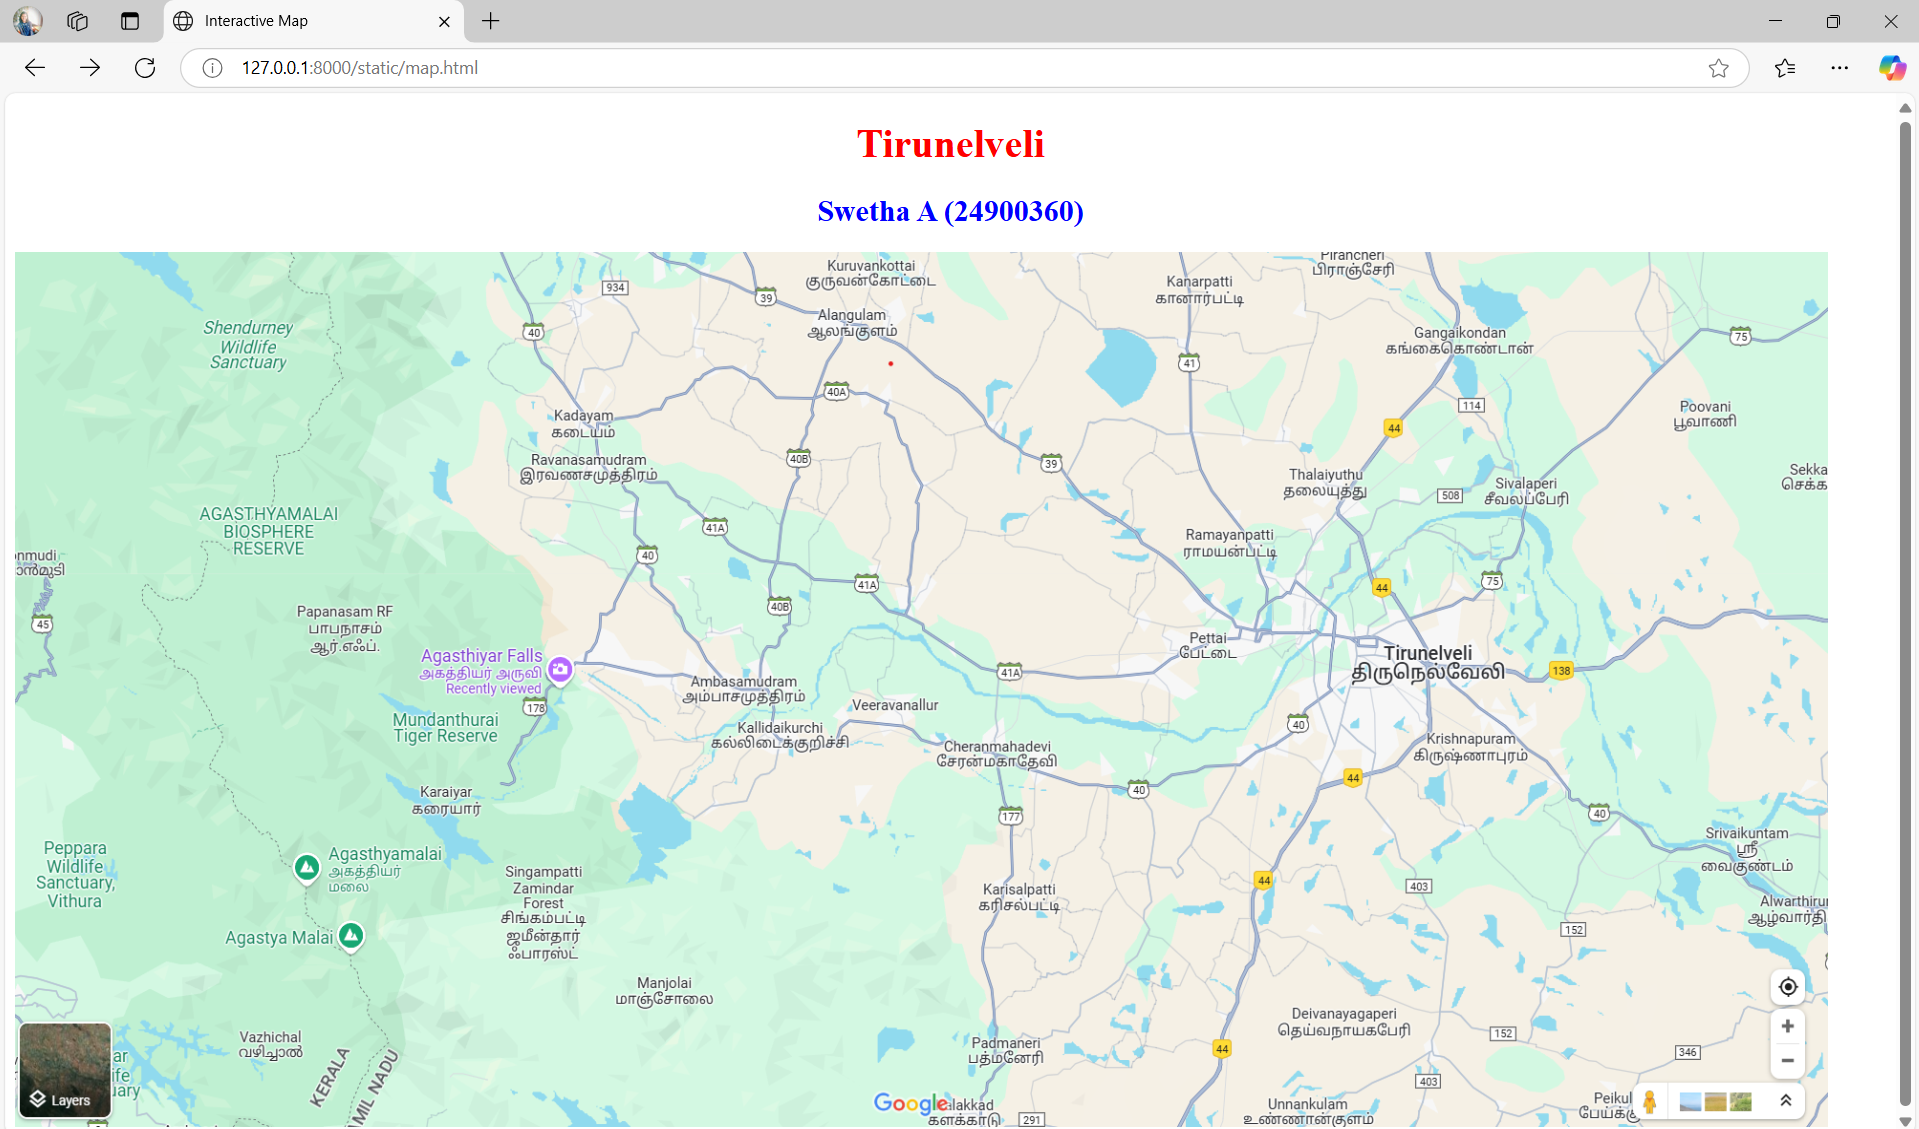 Interactive Map
127.0.0.1:8000/static/map.html
Tirunelveli
Swetha A (24900360)
Kuruvankottai
குருவன்கோட்டை
Pirancheri
பிராஞ்சேரி
Kanarpatti
கானார்பட்டி
934
39
Alangulam
ஆலங்குளம்
40
Shendurney
Wildlife
Sanctuary
Gangaikondan
கங்கைகொண்டான்
75
41
40A
114
Poovani
பூவாணி
Kadayam
கடையம்
44
40B
39
Ravanasamudram
இரவணசமுத்திரம்
Thalaiyuthu
தலையுத்து
Sekka
செக்க
508
Sivalaperi
சீவலப்பேரி
AGASTHYAMALAI
BIOSPHERE
RESERVE
41A
40
Ramayanpatti
ராமயன்பட்டி
nmudi
ான்முடி
41A
75
44
40B
45
Papanasam RF
பாபநாசம்
ஆர்.எஃப்.
Pettai
பேட்டை
Tirunelveli
திருநெல்வேலி
138
Agasthiyar Falls
அகத்தியர் அருவி
Recently viewed
41A
Ambasamudram
அம்பாசமுத்திரம்
178
Veeravanallur
Mundanthurai
Tiger Reserve
Kallidaikurchi
கல்லிடைக்குறிச்சி
40
Cheranmahadevi
சேரன்மகாதேவி
Krishnapuram
கிருஷ்ணாபுரம்
44
40
Karaiyar
கரையார்
177
40
Srivaikuntam
ஸ்ரீ
வைகுண்டம்
Peppara
Wildlife
Sanctuary,
Vithura
Agasthyamalai
அகத்தியர்
மலை
Singampatti
Zamindar
Forest
சிங்கம்பட்டி
ஜமீன்தார்
ஃபாரஸ்ட்
44
403
Karisalpatti
கரிசல்பட்டி
Alwarthirun
ஆழ்வார்தி
152
Agastya Malai
Manjolai
மாஞ்சோலை
Deivanayagaperi
தெய்வநாயகபேரி
152
Vazhichal
வழிச்சால்
Padmaneri
பத்மனேரி
44
346
KERALA
MIL NADU
ar
ife
uary
Layers
403
Google
alakkad
களக்காடு
291
Unnankulam
உண்ணான்குளம்
Peikul
பேய்க்கு